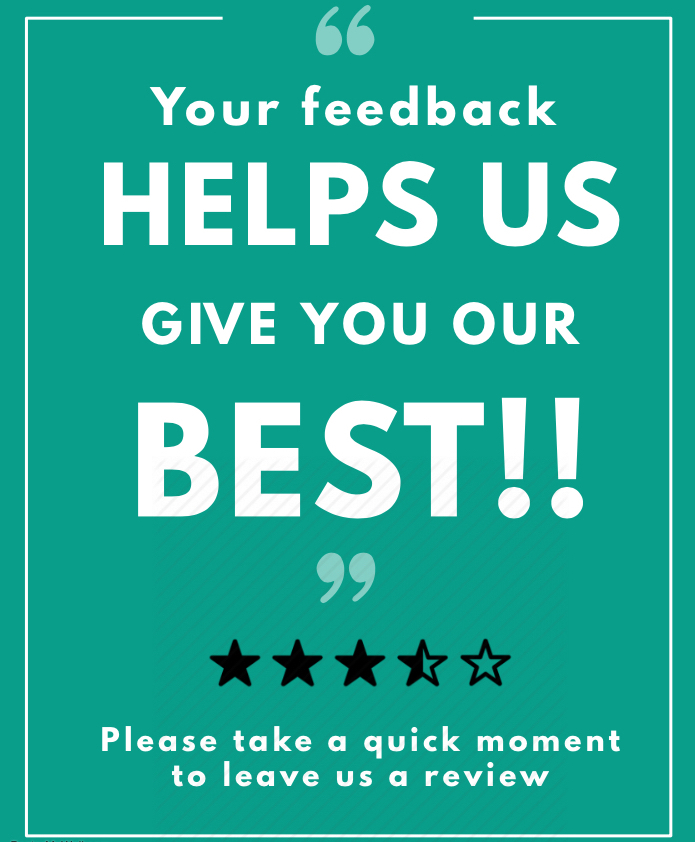 “
Your feedback
HELPS US
GIVE YOU OUR
BEST!!
”
Please take a quick moment
to leave us a review